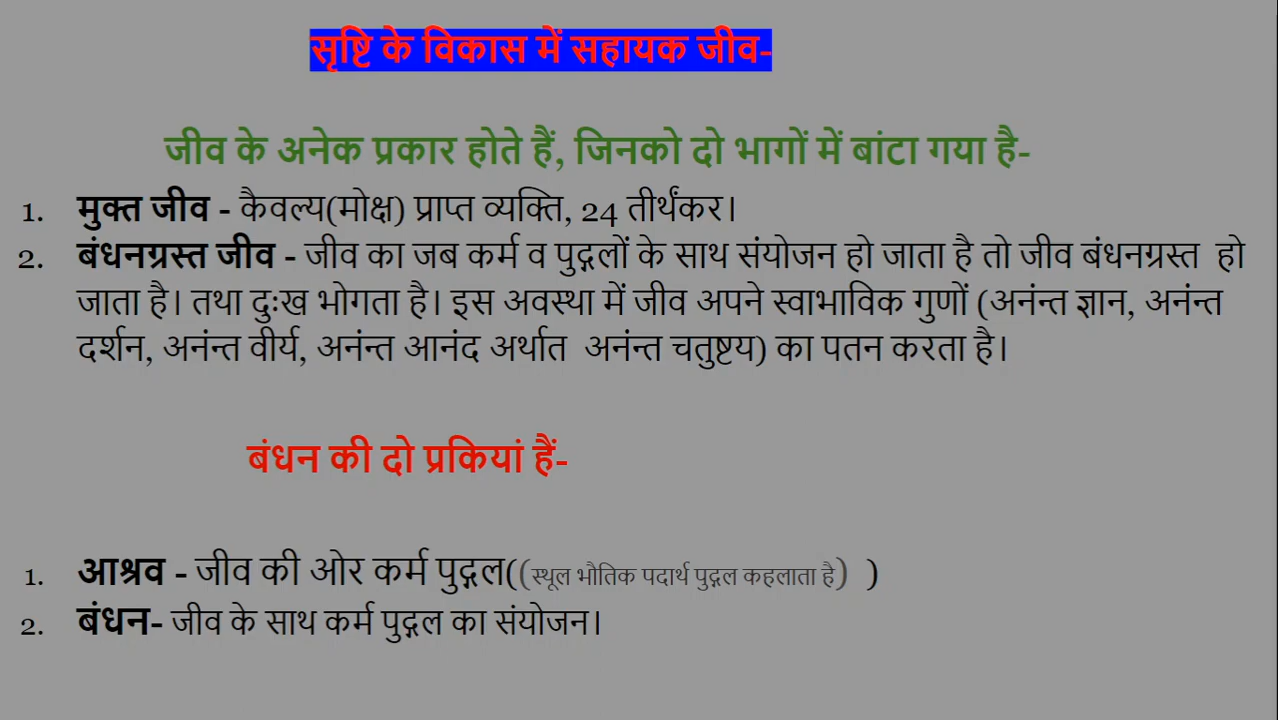 सृष्टि के विकास में सहायक जीव-
जीव के अनेक प्रकार होते हैं, जिनको दो भागों में बांटा गया है-
1. मुक्त जीव - कैवल्य(मोक्ष) प्राप्त व्यक्ति, 24 तीर्थंकर।
2. बंधनग्रस्त जीव - जीव का जब कर्म व पुद्गलों के साथ संयोजन हो जाता है तो जीव बंधनग्रस्त हो
जाता है। तथा दुःख भोगता है। इस अवस्था में जीव अपने स्वाभाविक गुणों (अनंन्त ज्ञान, अनंन्त
दर्शन, अनंन्त वीर्य, अनंन्त आनंद अर्थात अनंन्त चतुष्टय) का पतन करता है।
बंधन की दो प्रकियां हैं-
1. आश्रव - जीव की ओर कर्म पुद्गल((स्थूल भौतिक पदार्थ पुद्गल कहलाता है) )
2. बंधन- जीव के साथ कर्म पुद्गल का संयोजन।